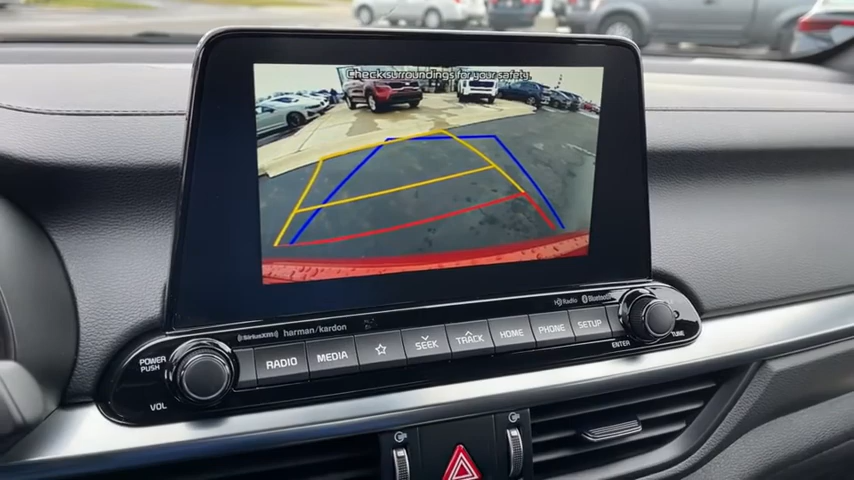 Check surroundings for your safety
HD Radio Bluetooth
((SiriusXM)) harman/kardon
POWER PUSH
RADIO MEDIA SEEK TRACK HOME PHONE SETUP
VOL
ENTER
TUNE